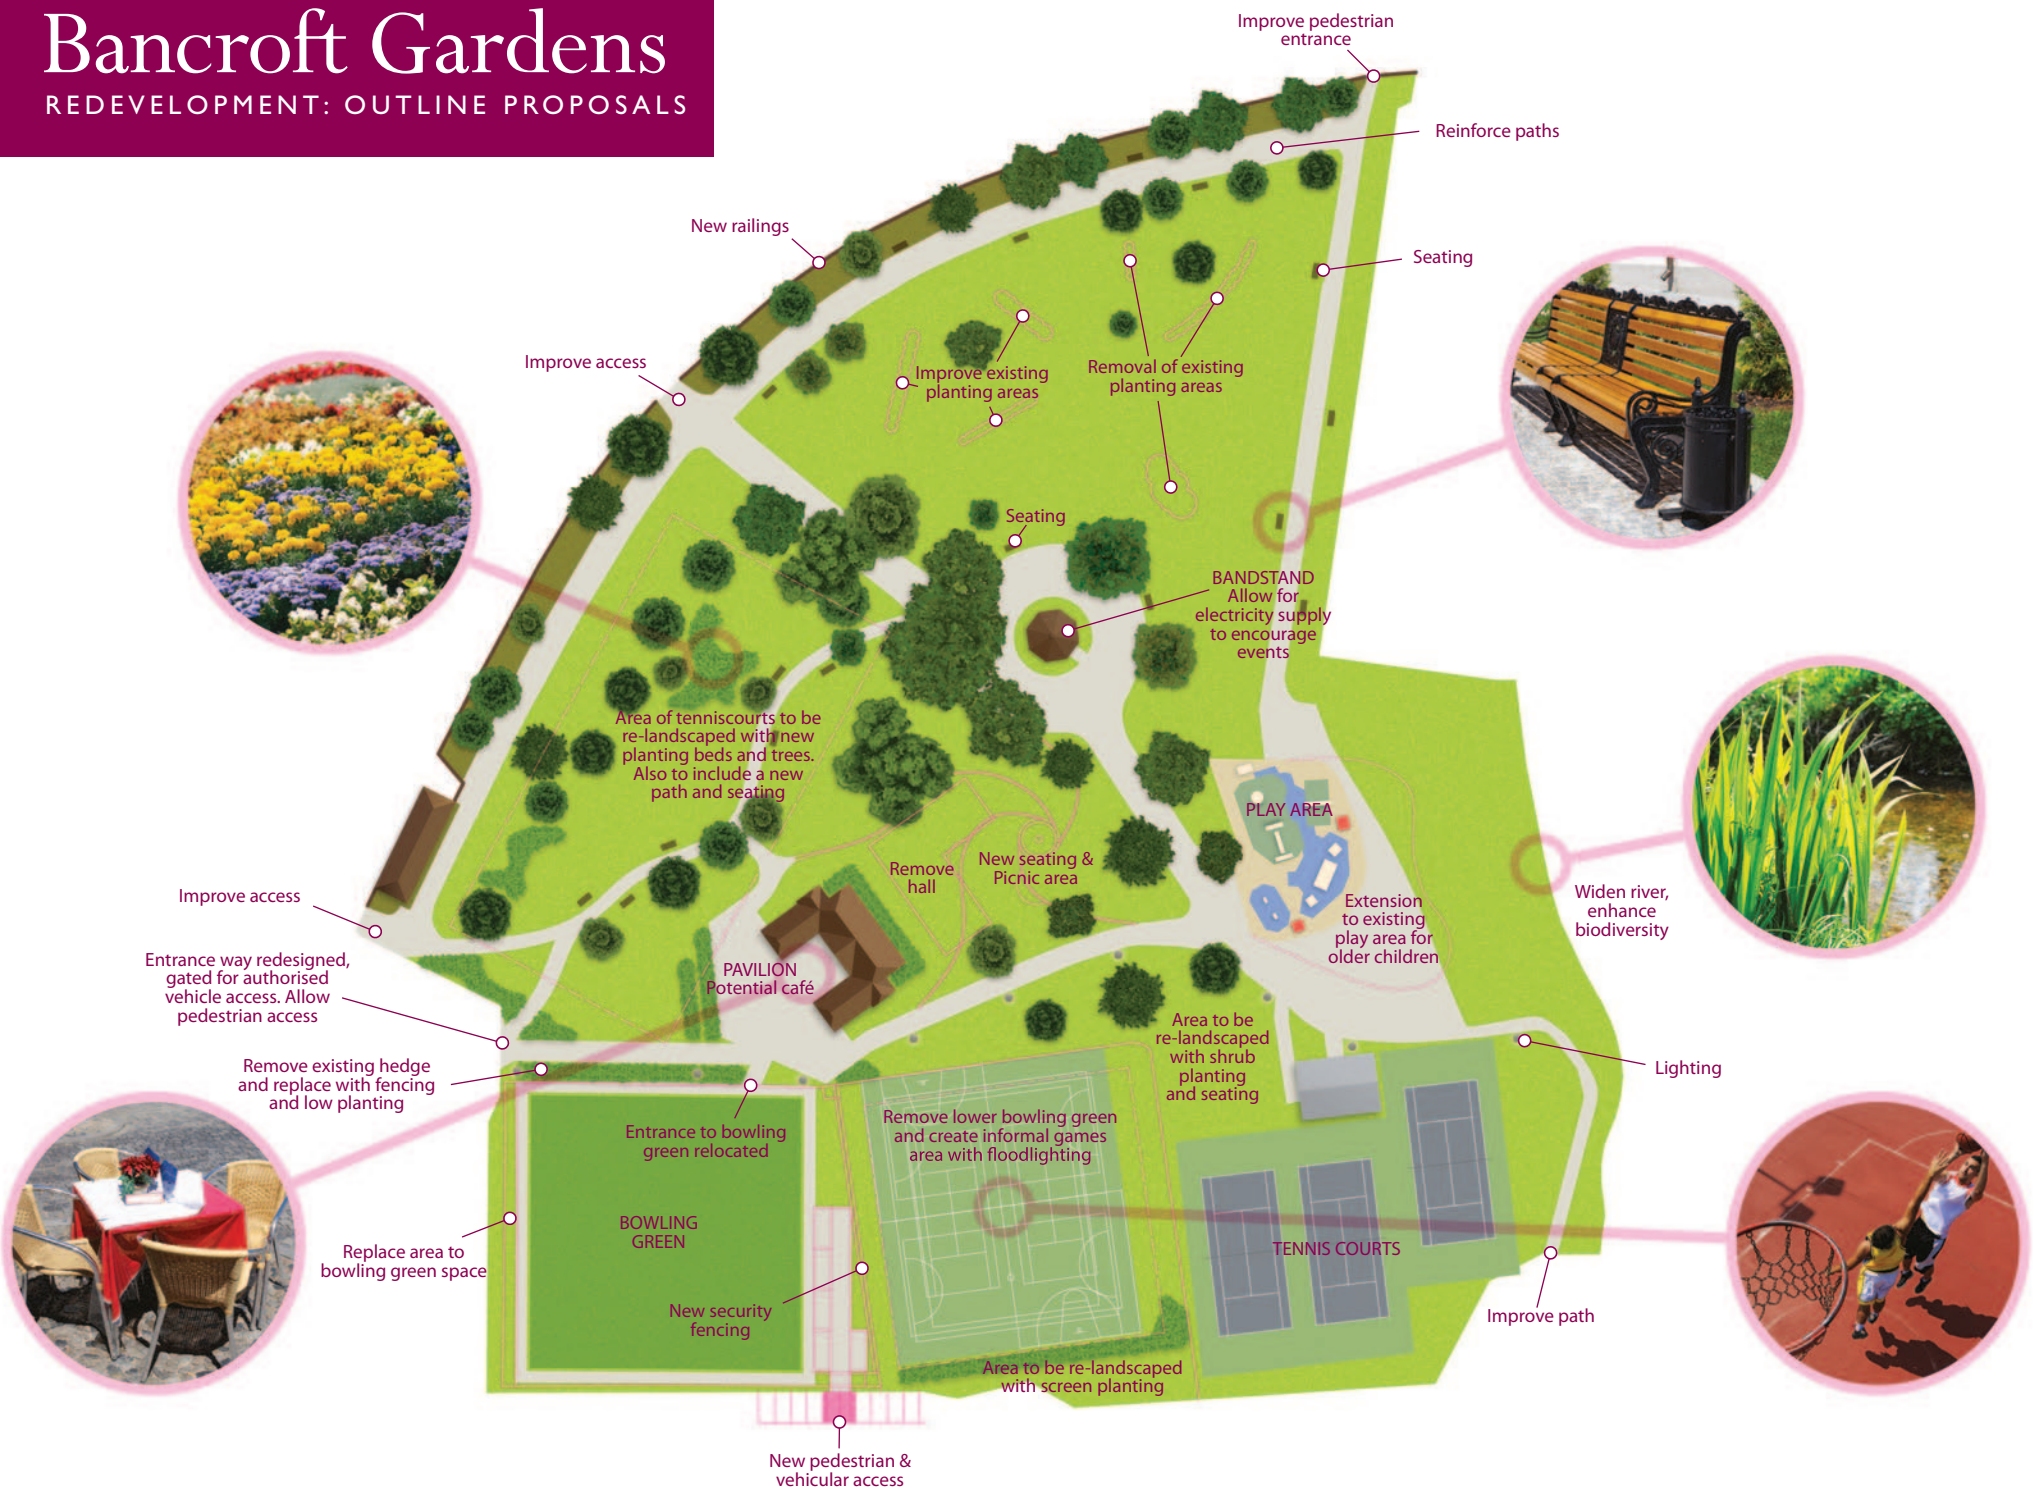 Bancroft Gardens
REDEVELOPMENT: OUTLINE PROPOSALS
Improve pedestrian
entrance
Reinforce paths
New railings
Seating
Improve access
Improve existing
planting areas
Removal of existing
planting areas
Seating
BANDSTAND
Allow for
electricity supply
to encourage
events
Area of tenniscourts to be
re-landscaped with new
planting beds and trees.
Also to include a new
path and seating
PLAY AREA
Remove
hall
New seating &
Picnic area
Extension
to existing
play area for
older children
Widen river,
enhance
biodiversity
Improve access
Entrance way redesigned,
gated for authorised
vehicle access. Allow
pedestrian access
PAVILION
Potential café
Area to be
re-landscaped
with shrub
planting
and seating
Remove existing hedge
and replace with fencing
and low planting
Lighting
Entrance to bowling
green relocated
Remove lower bowling green
and create informal games
area with floodlighting
BOWLING
GREEN
Replace area to
bowling green space
TENNIS COURTS
New security
fencing
Improve path
Area to be re-landscaped
with screen planting
New pedestrian &
vehicular access